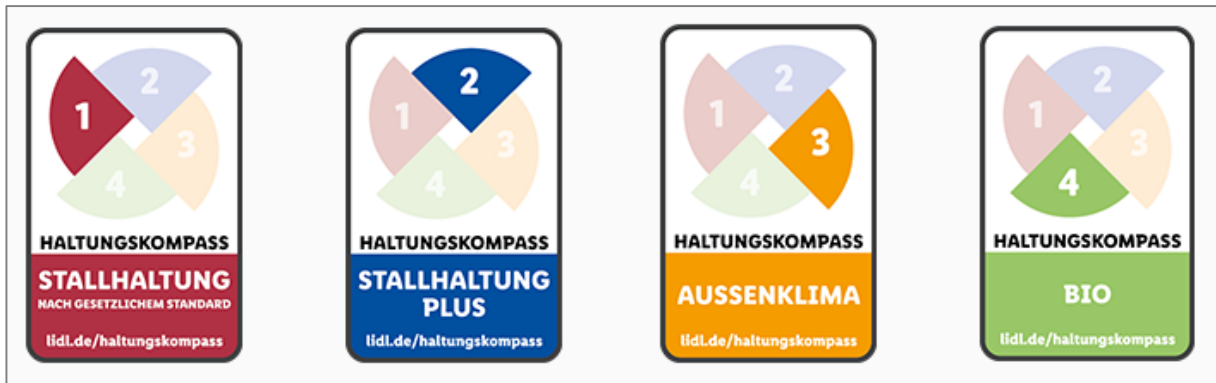 1
2
3
4
HALTUNGSKOMPASS
STALLHALTUNG
NACH GESETZLICHEM STANDARD
lidl.de/haltungskompass
1
2
3
4
HALTUNGSKOMPASS
STALLHALTUNG
PLUS
lidl.de/haltungskompass
1
2
3
4
HALTUNGSKOMPASS
AUSSENKLIMA
lidl.de/haltungskompass
1
2
3
4
HALTUNGSKOMPASS
BIO
lidl.de/haltungskompass